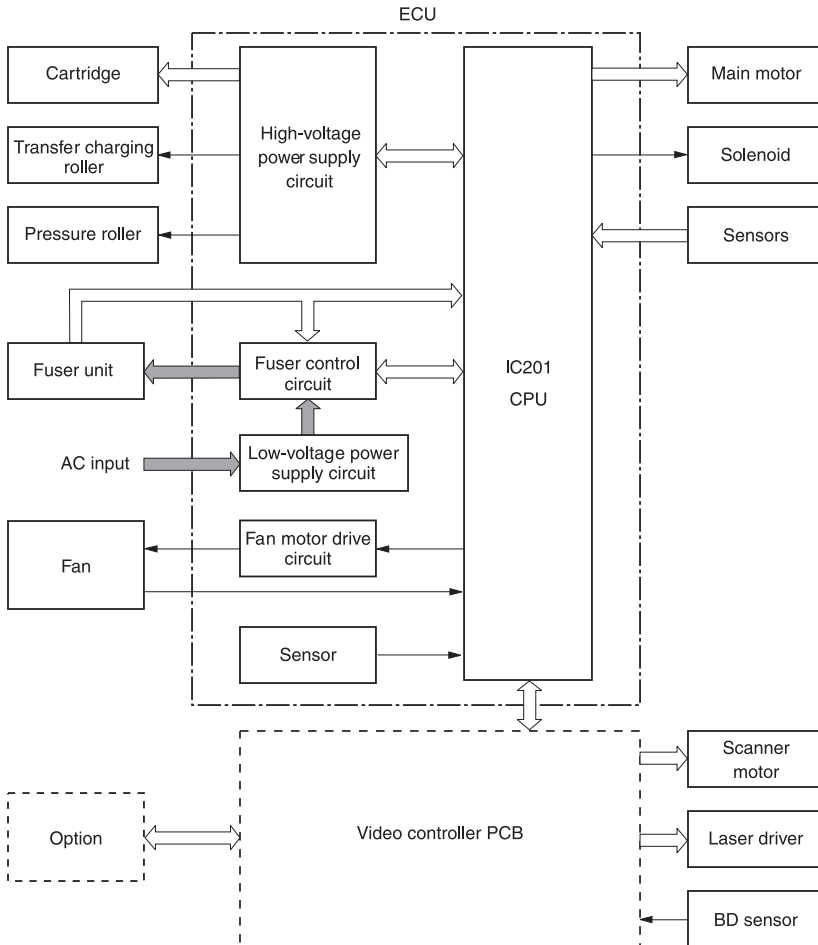 ECU
Cartridge
High-voltage
power supply
circuit
Main motor
Transfer charging
roller
Solenoid
Pressure roller
Sensors
Fuser unit
Fuser control
circuit
IC201
CPU
AC input
Low-voltage power
supply circuit
Fan motor drive
circuit
Fan
Sensor
Scanner
motor
Option
Video controller PCB
Laser driver
BD sensor